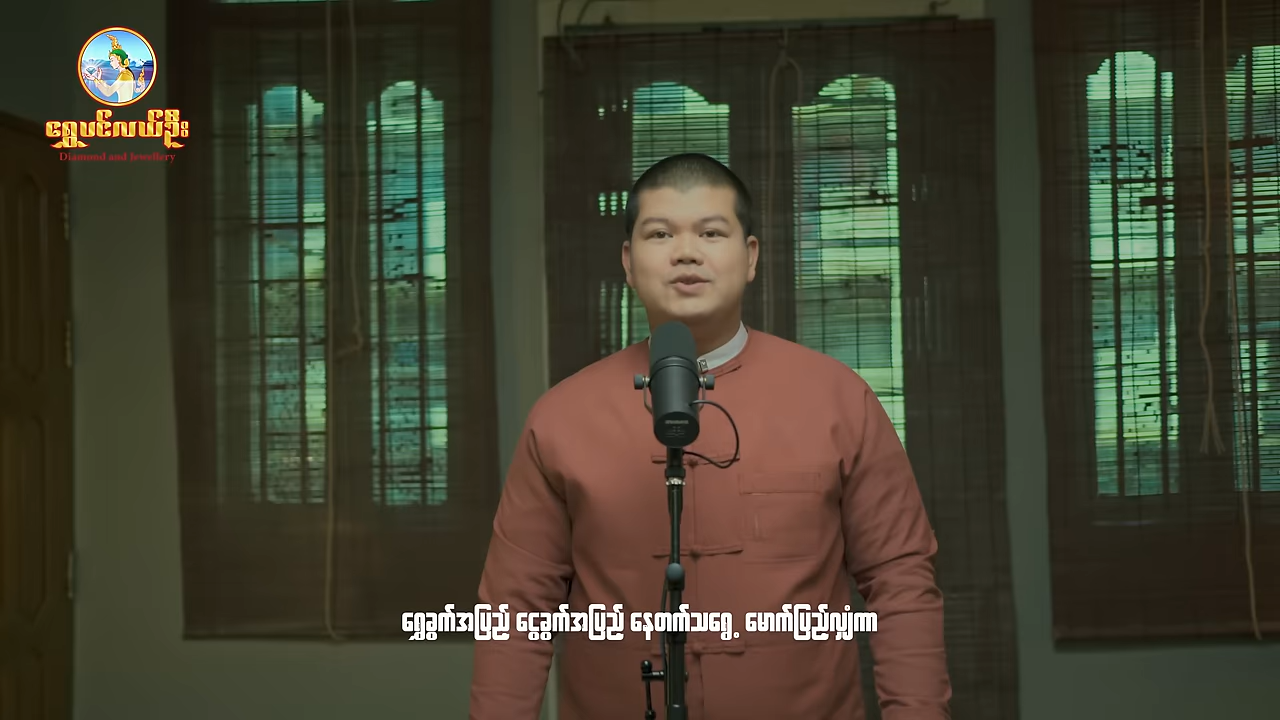 ရွှေပင်လယ်ဦး
Diamond and Jewellery
ရွှေခွက်အပြည့် ငွေခွက်အပြည့် နေတက်သရွေ့ မောက်ပြည့်လျှံကာ